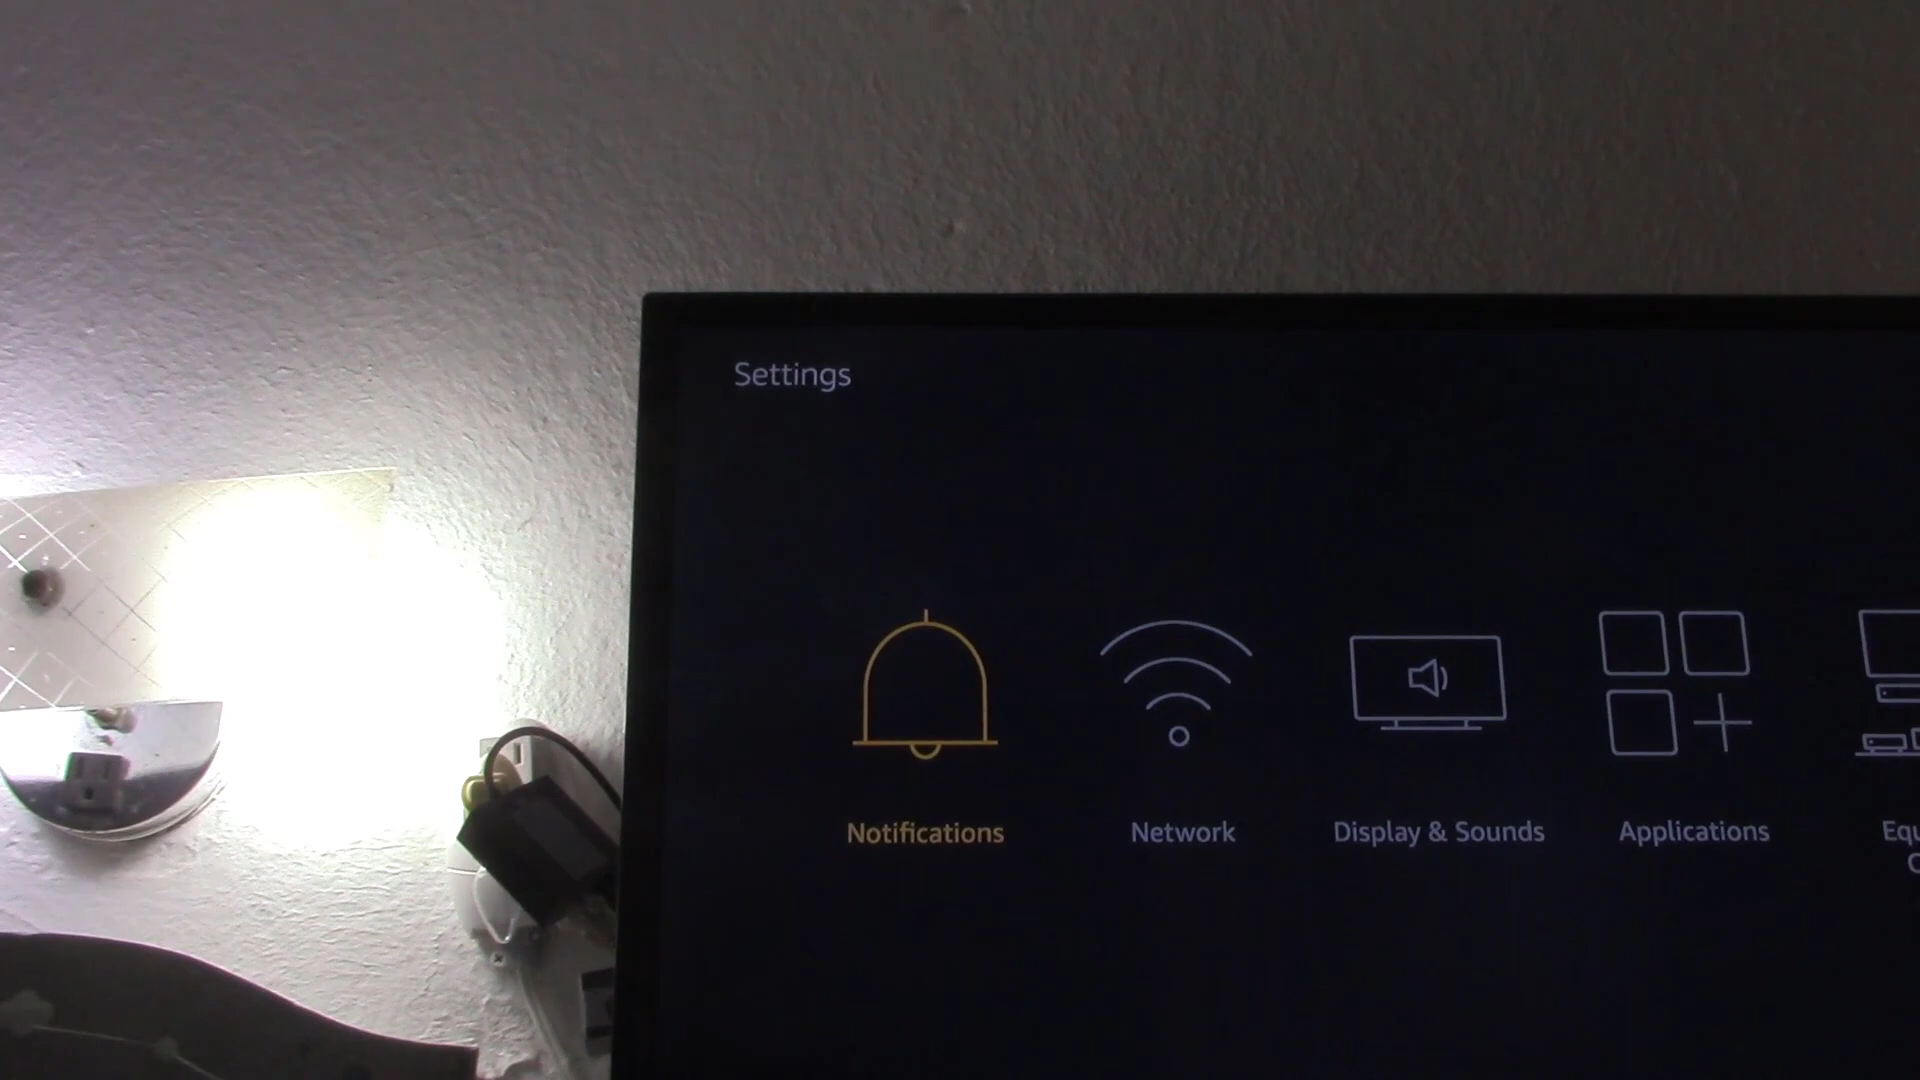 Settings
Notifications
Network
Display & Sounds
Applications